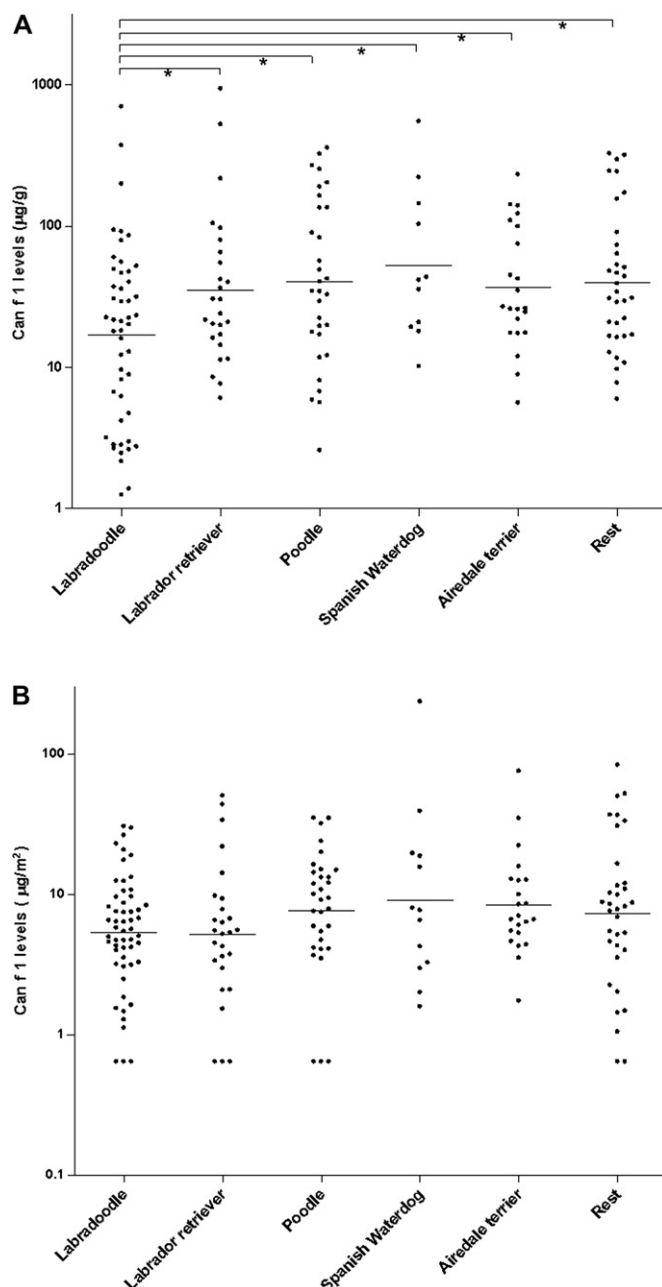 A
*
*
*
*
*
Can f 1 levels (µg/g)
1000
100
10
1
Labradoodle
Labrador retriever
Poodle
Spanish Waterdog
Airedale terrier
Rest
B
Can f 1 levels ( µg/m²)
100
10
1
0.1
Labradoodle
Labrador retriever
Poodle
Spanish Waterdog
Airedale terrier
Rest